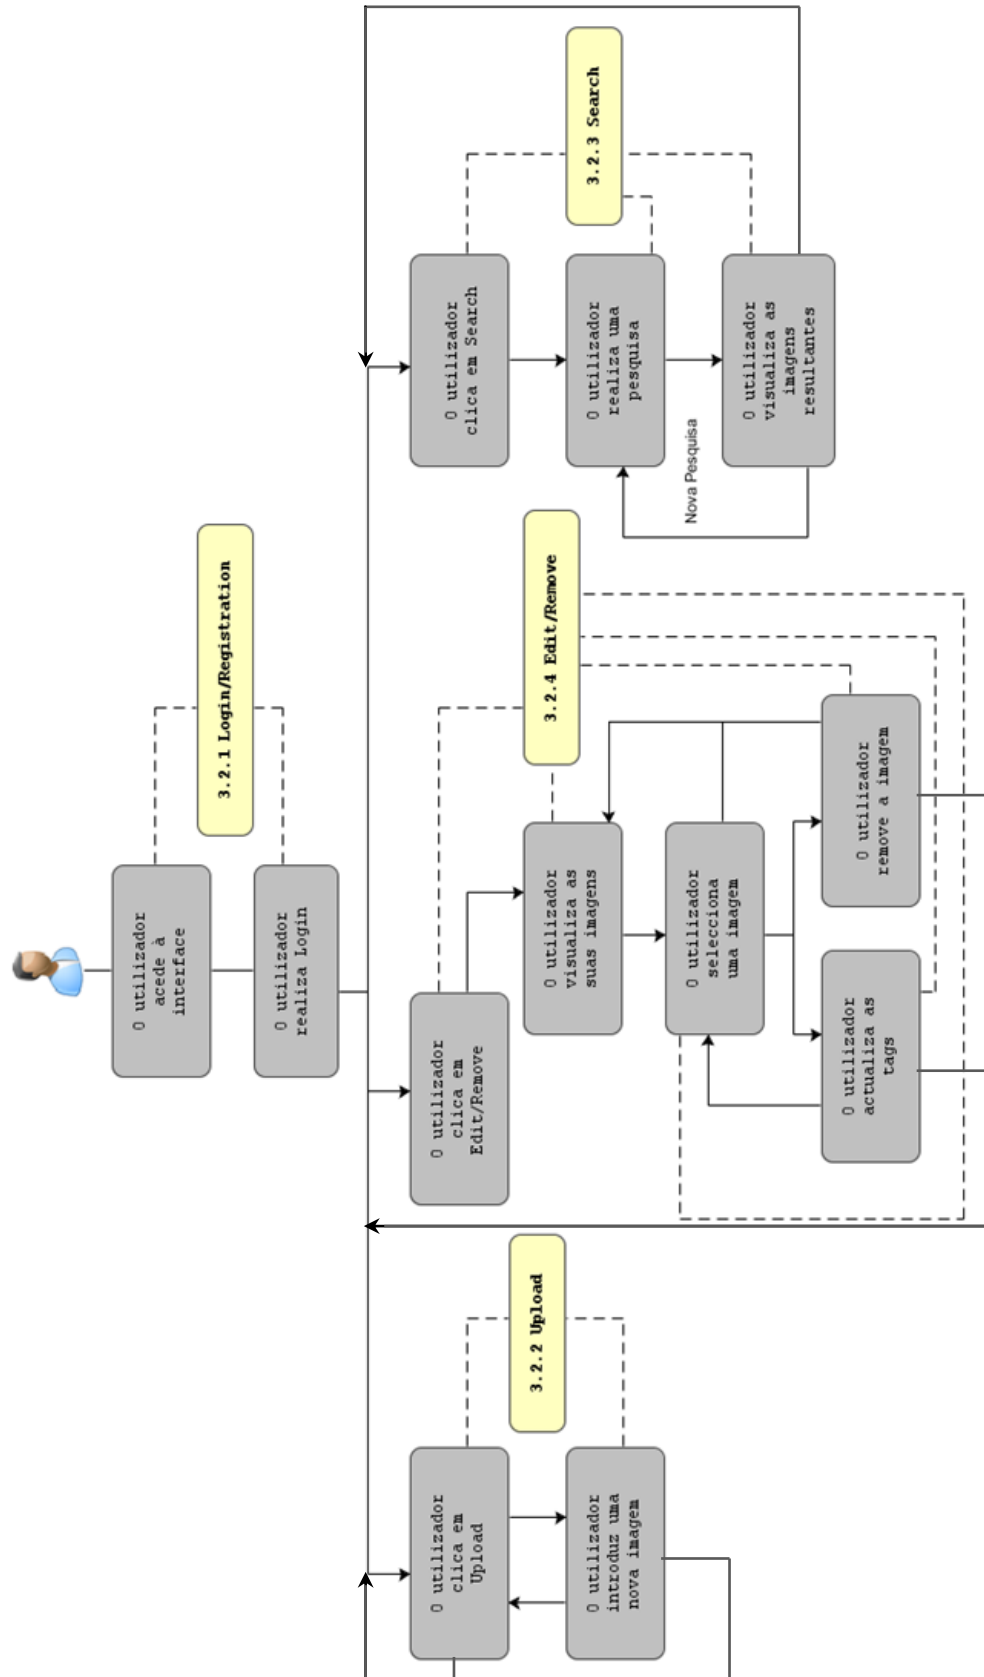 O utilizador
acede à
interface
3.2.1 Login/Registration
O utilizador
realiza Login
O utilizador
clica em
Upload
3.2.2 Upload
O utilizador
introduz uma
nova imagem
O utilizador
clica em
Edit/Remove
3.2.4 Edit/Remove
O utilizador
visualiza as
suas imagens
O utilizador
selecciona
uma imagem
O utilizador
actualiza as
tags
O utilizador
remove a imagem
O utilizador
clica em Search
3.2.3 Search
O utilizador
realiza uma
pesquisa
Nova Pesquisa
O utilizador
visualiza as
imagens
resultantes